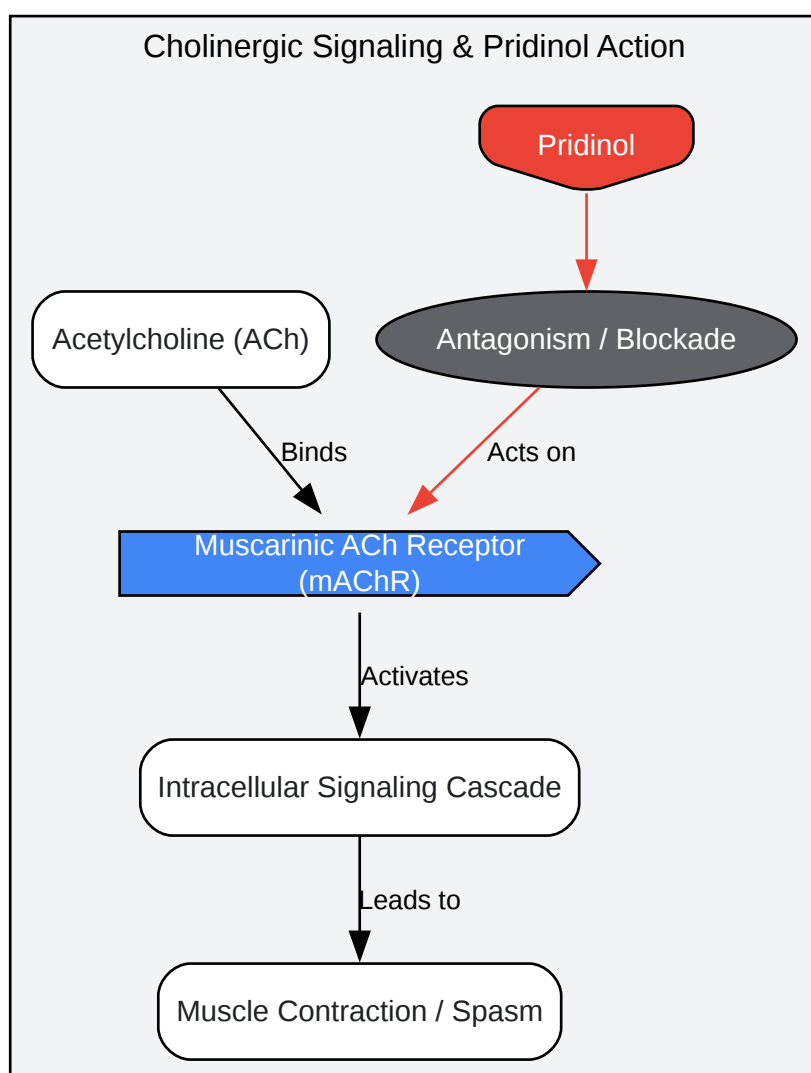 Cholinergic Signaling & Pridinol Action
Pridinol
Acetylcholine (ACh)
Antagonism / Blockade
Binds
Acts on
Muscarinic ACh Receptor
(mAChR)
Activates
Intracellular Signaling Cascade
Leads to
Muscle Contraction / Spasm